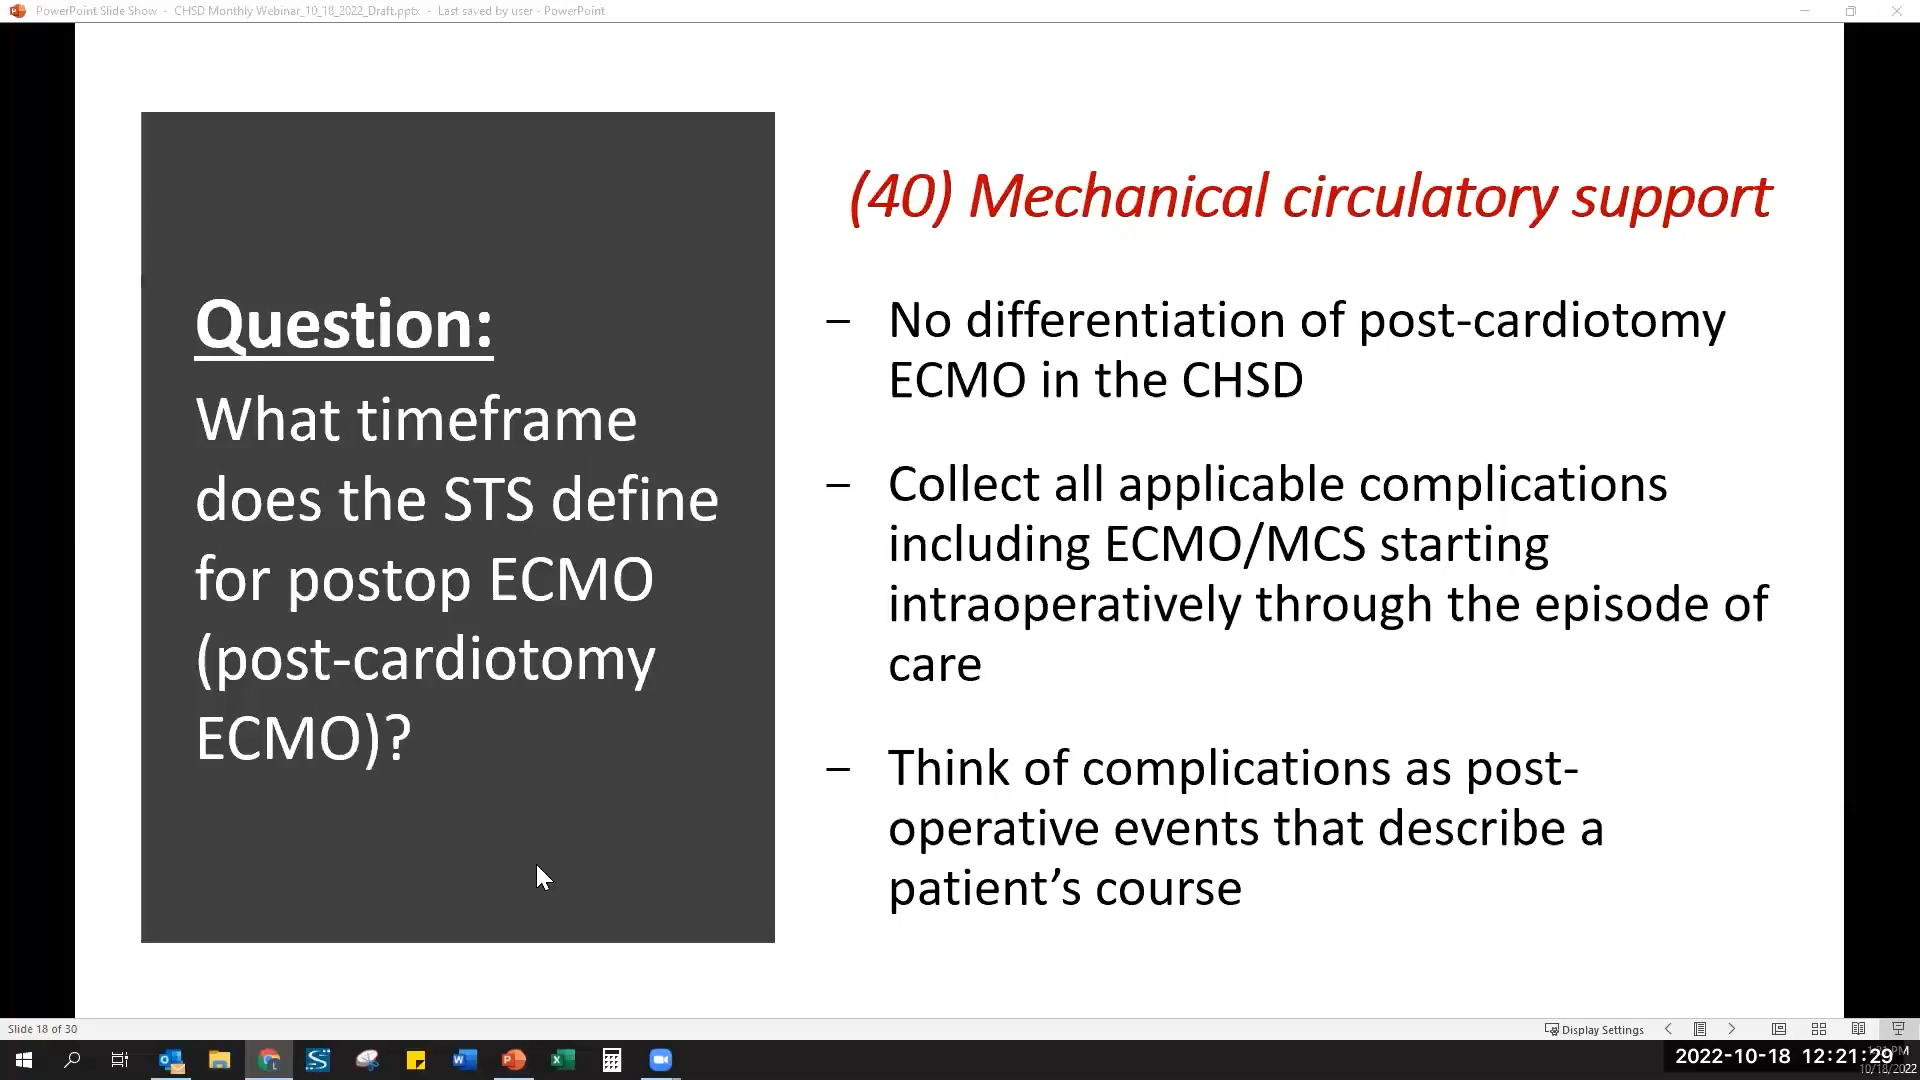 PowerPoint Slide Show - CHSD Monthly Webinar_10_18_2022_Draft.pptx - Last saved by user - PowerPoint
Question:
What timeframe
does the STS define
for postop ECMO
(post-cardiotomy
ECMO)?
(40) Mechanical circulatory support
– No differentiation of post-cardiotomy
ECMO in the CHSD
– Collect all applicable complications
including ECMO/MCS starting
intraoperatively through the episode of
care
– Think of complications as post-
operative events that describe a
patient’s course
Slide 18 of 30
Display Settings
2022-10-18 12:21:29
10/18/2022